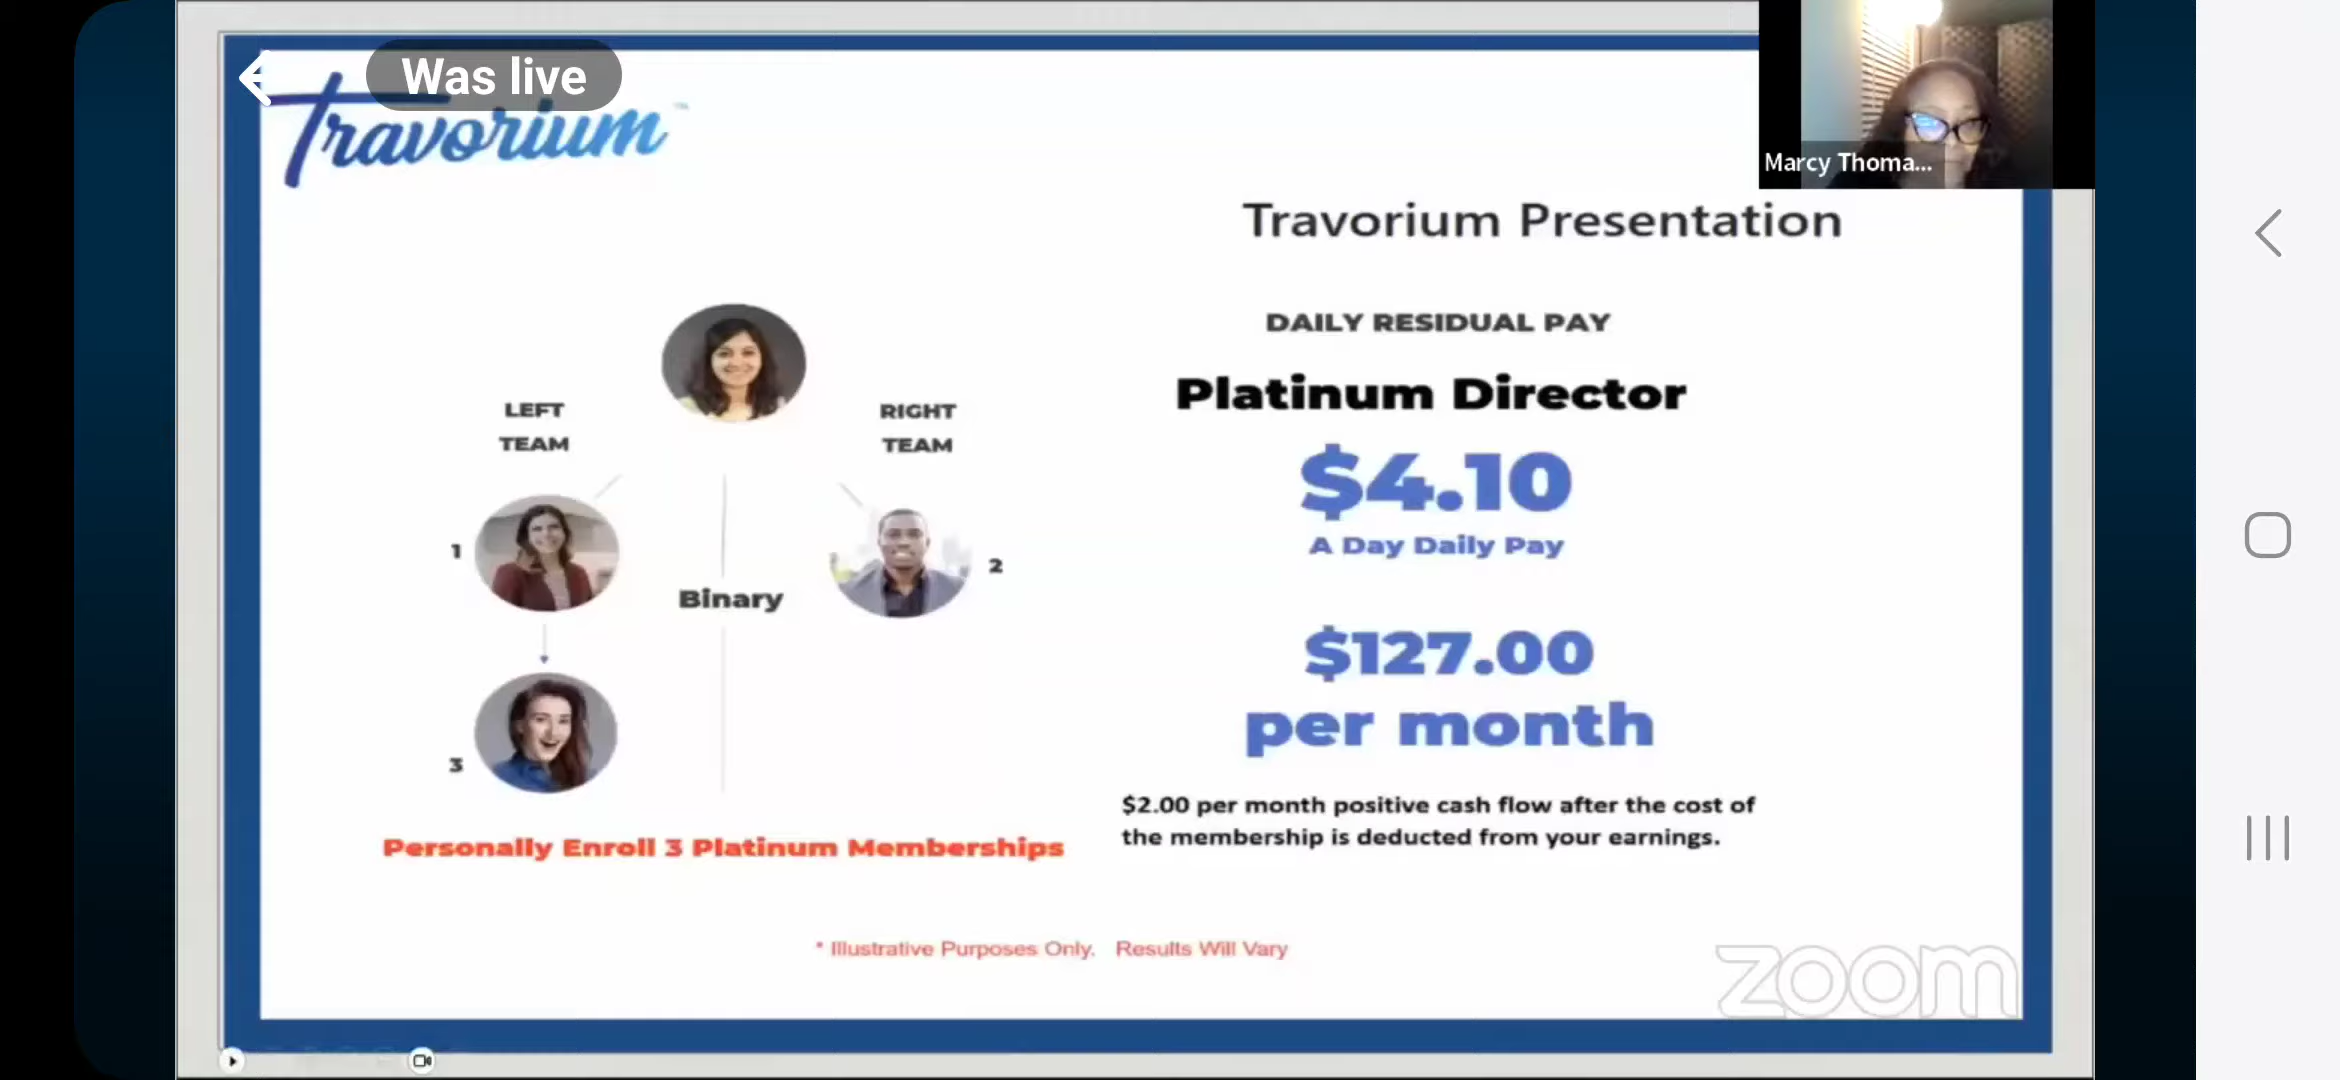 Was live
Travorium™
Marcy Thoma...
Travorium Presentation
DAILY RESIDUAL PAY
Platinum Director
$4.10
A Day Daily Pay
$127.00
per month
$2.00 per month positive cash flow after the cost of
the membership is deducted from your earnings.
LEFT
TEAM
RIGHT
TEAM
1
2
Binary
3
Personally Enroll 3 Platinum Memberships
* Illustrative Purposes Only. Results Will Vary
zoom